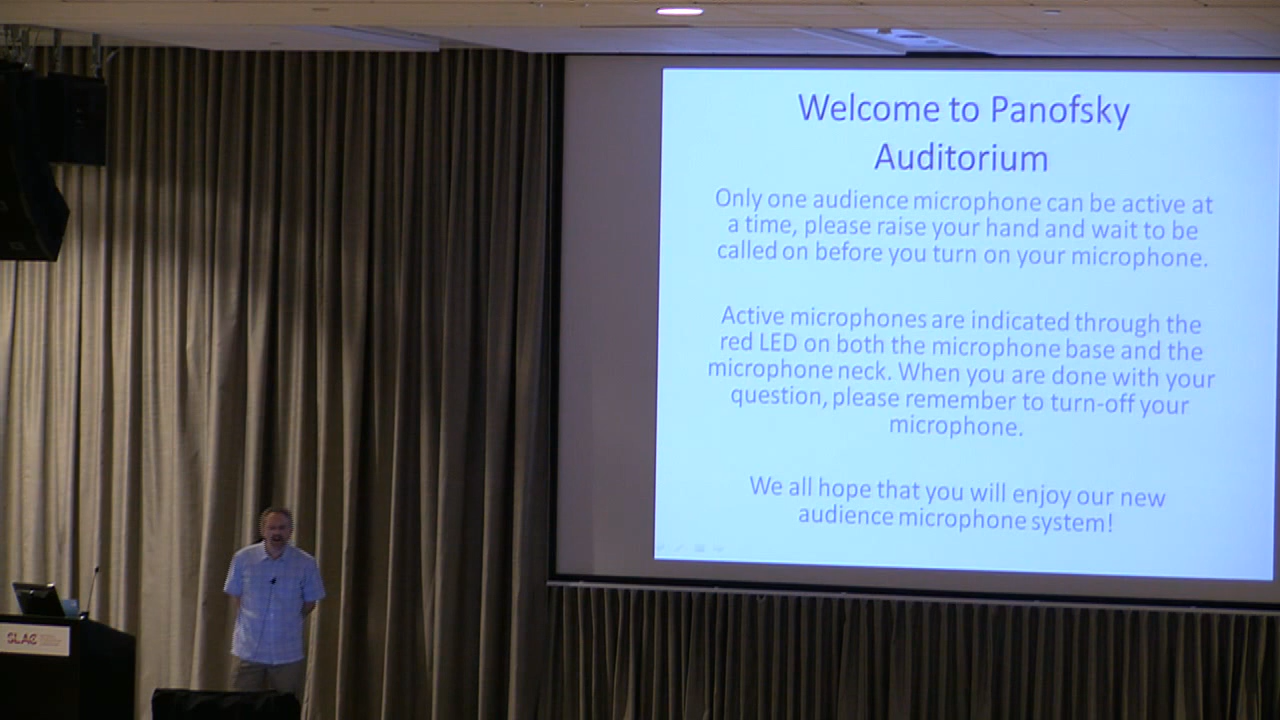 Welcome to Panofsky
Auditorium
Only one audience microphone can be active at
a time, please raise your hand and wait to be
called on before you turn on your microphone.
Active microphones are indicated through the
red LED on both the microphone base and the
microphone neck. When you are done with your
question, please remember to turn-off your
microphone.
We all hope that you will enjoy our new
audience microphone system!
SLAC